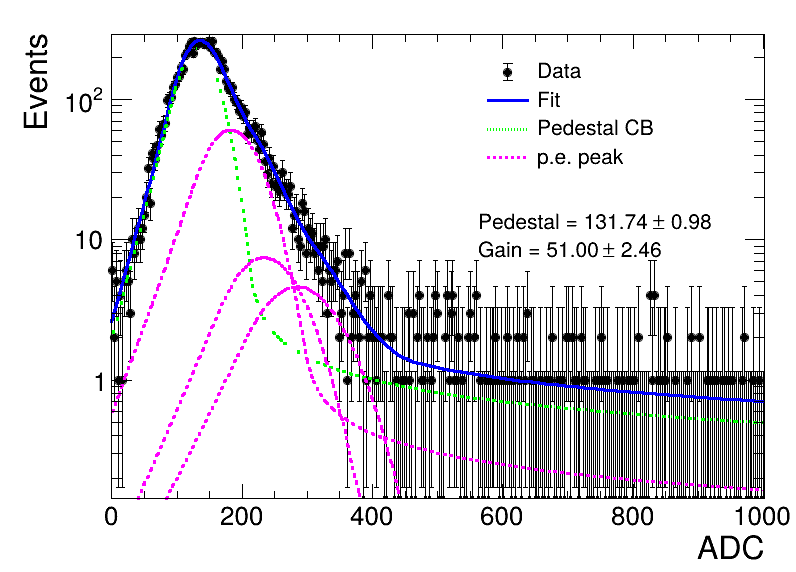 Events
10²
10
1
Data
Fit
Pedestal CB
p.e. peak
Pedestal = 131.74 ± 0.98
Gain = 51.00 ± 2.46
0 200 400 600 800 1000
ADC